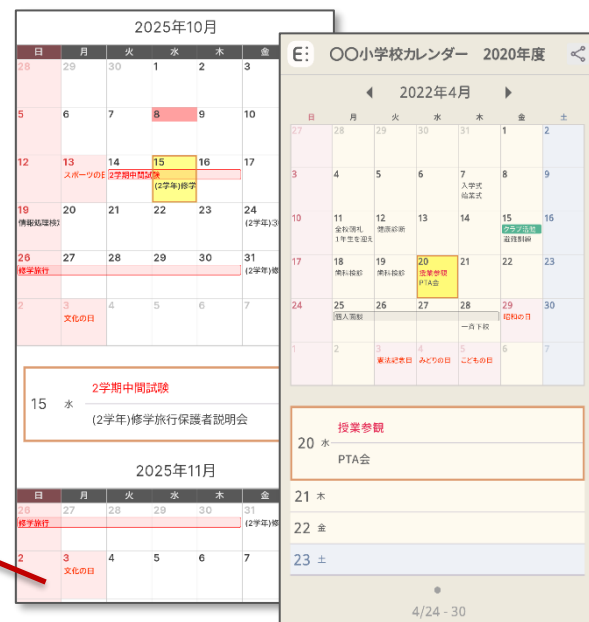 2025年10月
日 月 火 水 木 金
28 29 30 1 2 3
5 6 7 8 9 10
12 13 14 15 16 17
スポーツの日 2学期中間試験
(2学年)修学
19 20 21 22 23 24
情報処理検定
26 27 28 29 30 31
修学旅行
(2学年)修
2 3 4 5 6 7
文化の日
15 水
2学期中間試験
(2学年)修学旅行保護者説明会
2025年11月
日 月 火 水 木 金
26 27 28 29 30 31
修学旅行
(2学年)修
2 3 4 5 6 7
文化の日
E: 〇〇小学校カレンダー 2020年度
2022年4月
日 月 火 水 木 金 土
27 28 29 30 31 1 2
3 4 5 6 7 8 9
入学式
始業式
10 11 12 13 14 15 16
全校朝礼 健康診断 クラブ活動
1年生を迎え 避難訓練
17 18 19 20 21 22 23
歯科検診 歯科検診 授業参観
PTA会
24 25 26 27 28 29 30
個人面談 昭和の日
一斉下校
1 2 3 4 5 6 7
憲法記念日 みどりの日 こどもの日
20 水
授業参観
PTA会
21 木
22 金
23 土
4/24 - 30